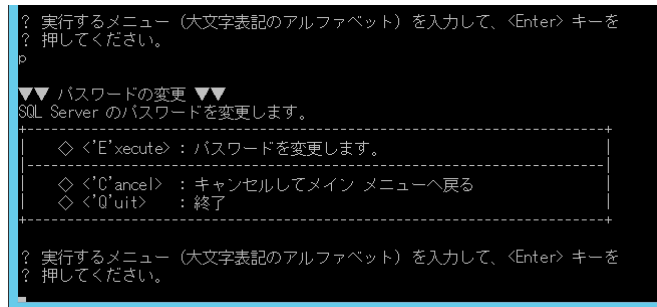 ? 実行するメニュー（大文字表記のアルファベット）を入力して、<Enter> キーを
? 押してください。
p
▼▼ パスワードの変更 ▼▼
SQL Server のパスワードを変更します。
+-----------------------------------------------------------------------+
| ◇ <'E'xecute> : パスワードを変更します。 |
|-----------------------------------------------------------------------|
| ◇ <'C'ancel> : キャンセルしてメイン メニューへ戻る |
| ◇ <'Q'uit> : 終了 |
+-----------------------------------------------------------------------+
? 実行するメニュー（大文字表記のアルファベット）を入力して、<Enter> キーを
? 押してください。